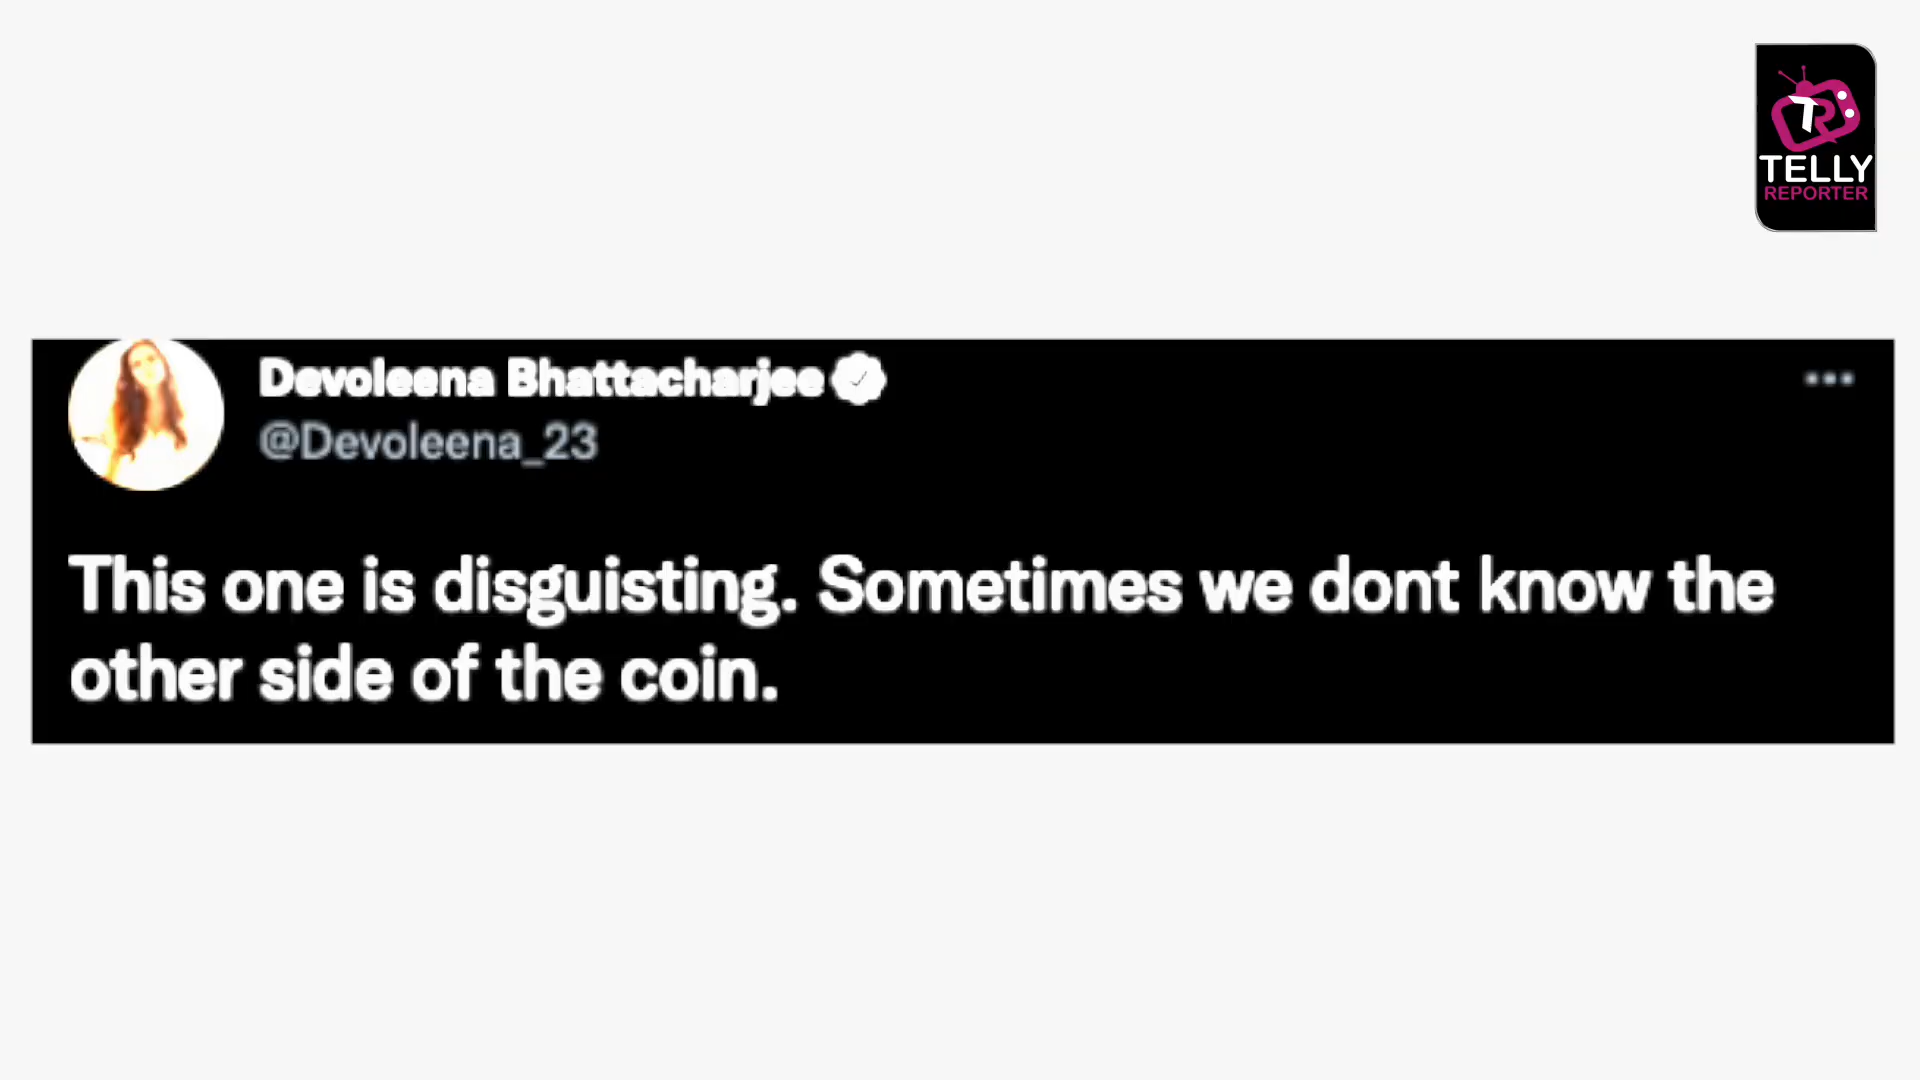 TR
TELLY
REPORTER
Devoleena Bhattacharjee
@Devoleena_23
This one is disguisting. Sometimes we dont know the
other side of the coin.